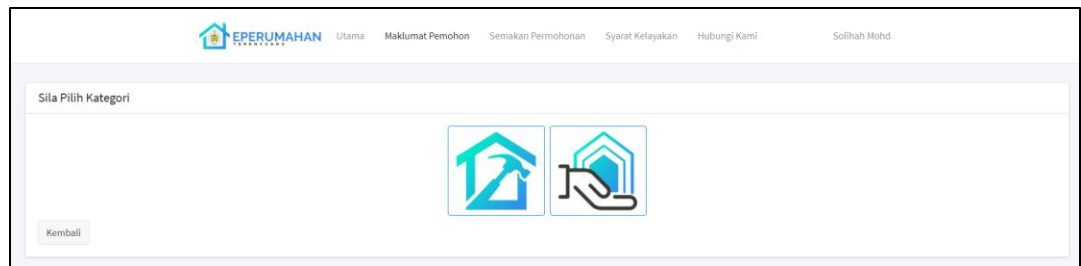 EPERUMAHAN
TERENGGANU
Utama Maklumat Pemohon Semakan Permohonan Syarat Kelayakan Hubungi Kami Solihah Mohd
Sila Pilih Kategori
Kembali